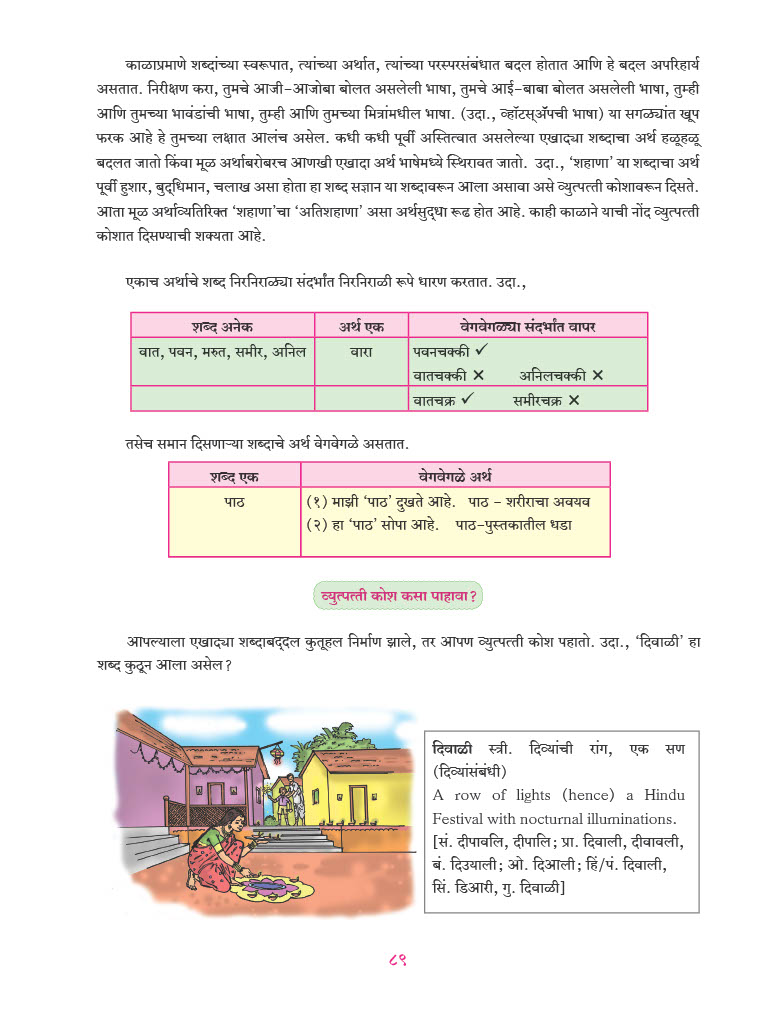 काळाप्रमाणे शब्दांच्या स्वरूपात, त्यांच्या अर्थात, त्यांच्या परस्परसंबंधात बदल होतात आणि हे बदल अपरिहार्य
असतात. निरीक्षण करा, तुमचे आजी-आजोबा बोलत असलेली भाषा, तुमचे आई-बाबा बोलत असलेली भाषा, तुम्ही
आणि तुमच्या भावंडांची भाषा, तुम्ही आणि तुमच्या मित्रांमधील भाषा. (उदा., व्हॉटस्ॲपची भाषा) या सगळ्यांत खूप
फरक आहे हे तुमच्या लक्षात आलंच असेल. कधी कधी पूर्वी अस्तित्वात असलेल्या एखाद्या शब्दाचा अर्थ हळूहळू
बदलत जातो किंवा मूळ अर्थाबरोबरच आणखी एखादा अर्थ भाषेमध्ये स्थिरावत जातो. उदा., ‘शहाणा’ या शब्दाचा अर्थ
पूर्वी हुशार, बुद्धिमान, चलाख असा होता हा शब्द सज्ञान या शब्दावरून आला असावा असे व्युत्पत्ती कोशावरून दिसते.
आता मूळ अर्थाव्यतिरिक्त ‘शहाणा’चा ‘अतिशहाणा’ असा अर्थसुद्धा रूढ होत आहे. काही काळाने याची नोंद व्युत्पत्ती
कोशात दिसण्याची शक्यता आहे.
एकाच अर्थाचे शब्द निरनिराळ्या संदर्भांत निरनिराळी रूपे धारण करतात. उदा.,
शब्द अनेक अर्थ एक वेगवेगळ्या संदर्भांत वापर
वात, पवन, मरुत, समीर, अनिल वारा पवनचक्की ✓
वातचक्की ✕ अनिलचक्की ✕
वातचक्र ✓ समीरचक्र ✕
तसेच समान दिसणाऱ्या शब्दाचे अर्थ वेगवेगळे असतात.
शब्द एक वेगवेगळे अर्थ
पाठ (१) माझी ‘पाठ’ दुखते आहे. पाठ - शरीराचा अवयव
(२) हा ‘पाठ’ सोपा आहे. पाठ-पुस्तकातील धडा
व्युत्पत्ती कोश कसा पाहावा?
आपल्याला एखाद्या शब्दाबद्दल कुतूहल निर्माण झाले, तर आपण व्युत्पत्ती कोश पहातो. उदा., ‘दिवाळी’ हा
शब्द कुठून आला असेल?
दिवाळी स्त्री. दिव्यांची रांग, एक सण
(दिव्यांसंबंधी)
A row of lights (hence) a Hindu
Festival with nocturnal illuminations.
[सं. दीपावलि, दीपालि; प्रा. दिवाली, दीवावली,
बं. दिउयाली; ओ. दिआली; हिं/पं. दिवाली,
सिं. डिआरी, गु. दिवाळी]
८९